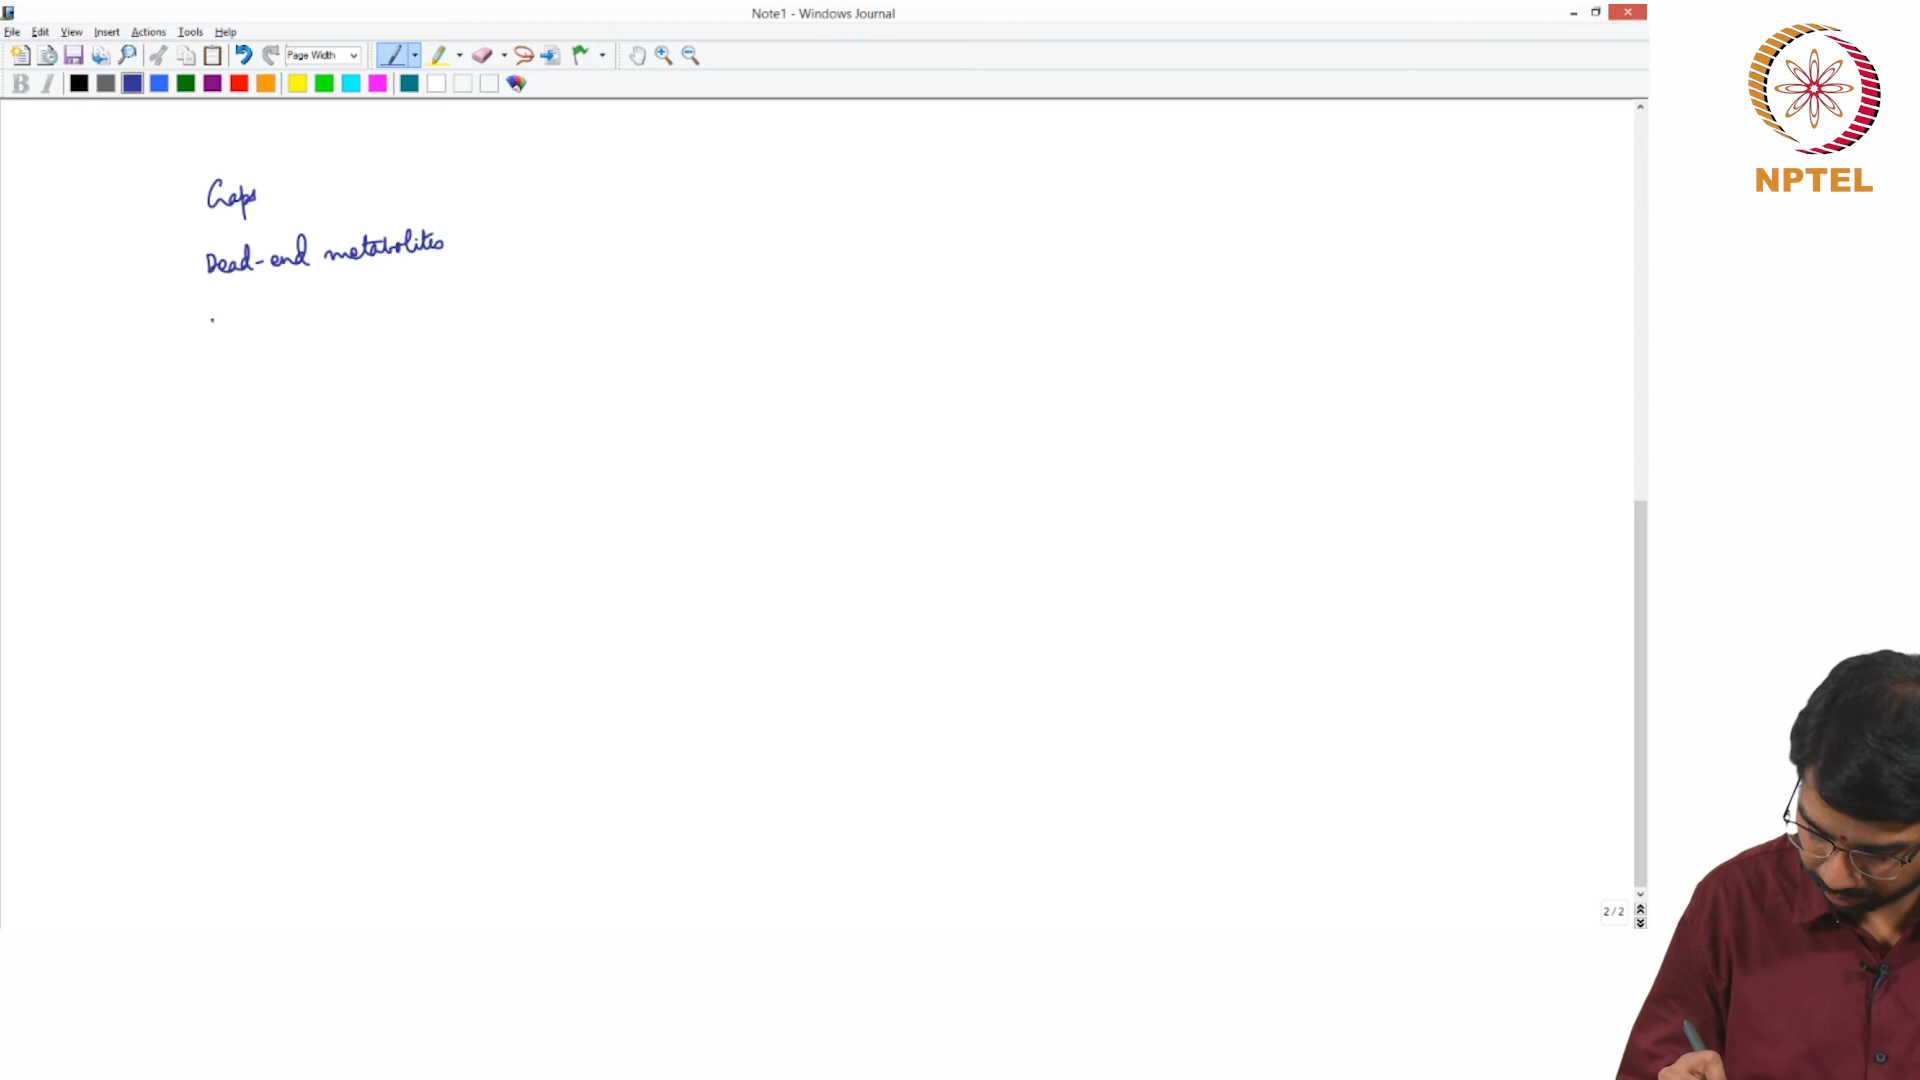 Note1 - Windows Journal
File Edit View Insert Actions Tools Help
Page Width
B I
NPTEL
Gaps
Dead-end metabolites
2 / 2